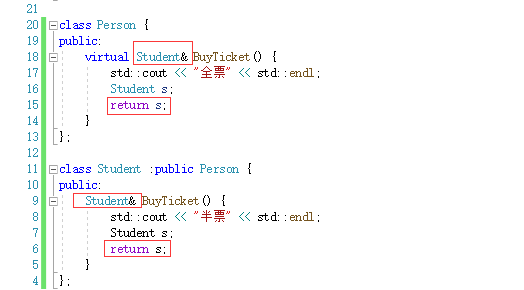 21
20 class Person {
19 public:
18 virtual Student& BuyTicket() {
17 std::cout << "全票" << std::endl;
16 Student s;
15 return s;
14 }
13 };
12
11 class Student :public Person {
10 public:
9 Student& BuyTicket() {
8 std::cout << "半票" << std::endl;
7 Student s;
6 return s;
5 }
4 };